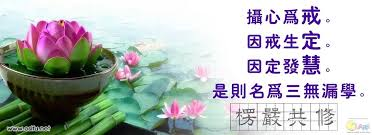 攝心爲戒。
因戒生定。
因定發慧。
是則名爲三無漏學。
楞嚴共修